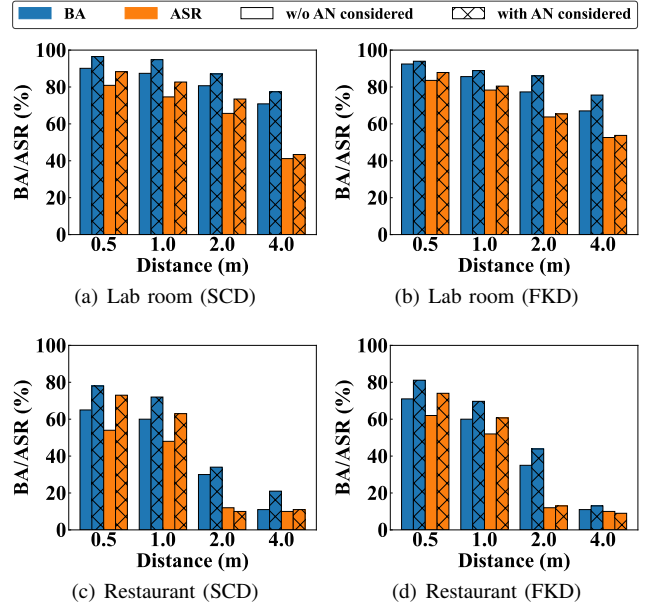 BA ASR w/o AN considered with AN considered
BA/ASR (%)
100
80
60
40
20
0
0.5 1.0 2.0 4.0
Distance (m)
(a) Lab room (SCD)
BA/ASR (%)
100
80
60
40
20
0
0.5 1.0 2.0 4.0
Distance (m)
(b) Lab room (FKD)
BA/ASR (%)
100
80
60
40
20
0
0.5 1.0 2.0 4.0
Distance (m)
(c) Restaurant (SCD)
BA/ASR (%)
100
80
60
40
20
0
0.5 1.0 2.0 4.0
Distance (m)
(d) Restaurant (FKD)